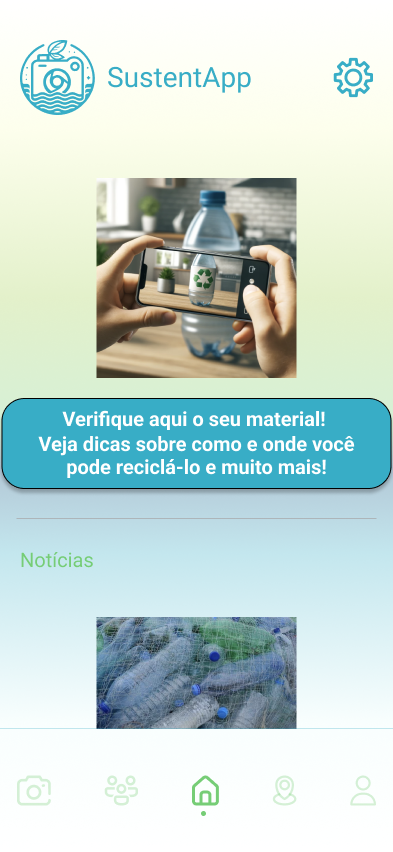 SustentApp
Verifique aqui o seu material!
Veja dicas sobre como e onde você
pode reciclá-lo e muito mais!
Notícias